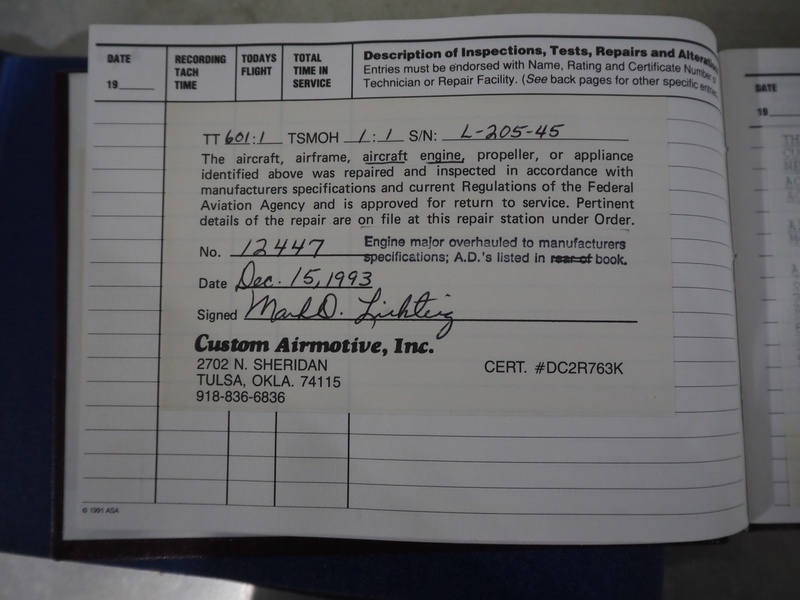 DATE
19
RECORDING
TACH
TIME
TODAYS
FLIGHT
TOTAL
TIME IN
SERVICE
Description of Inspections, Tests, Repairs and
Entries must be endorsed with Name, Rating and Certificate
Technician or Repair Facility. (See back pages for other specific
TT 601:1 TSMOH 1:1 S/N: L-205-45
The aircraft, airframe, aircraft engine, propeller, or appliance
identified above was repaired and inspected in accordance with
manufacturers specifications and current Regulations of the Federal
Aviation Agency and is approved for return to service. Pertinent
details of the repair are on file at this repair station under Order.
No. 12447
Engine major overhauled to manufacturers
specifications; A.D.'s listed in rear of book.
Date Dec. 15, 1993
Signed Mark D.
Custom Airmotive, Inc.
2702 N. SHERIDAN
TULSA, OKLA. 74115
918-836-6836
CERT. #DC2R763K
© 1991 ASA
DATE
19